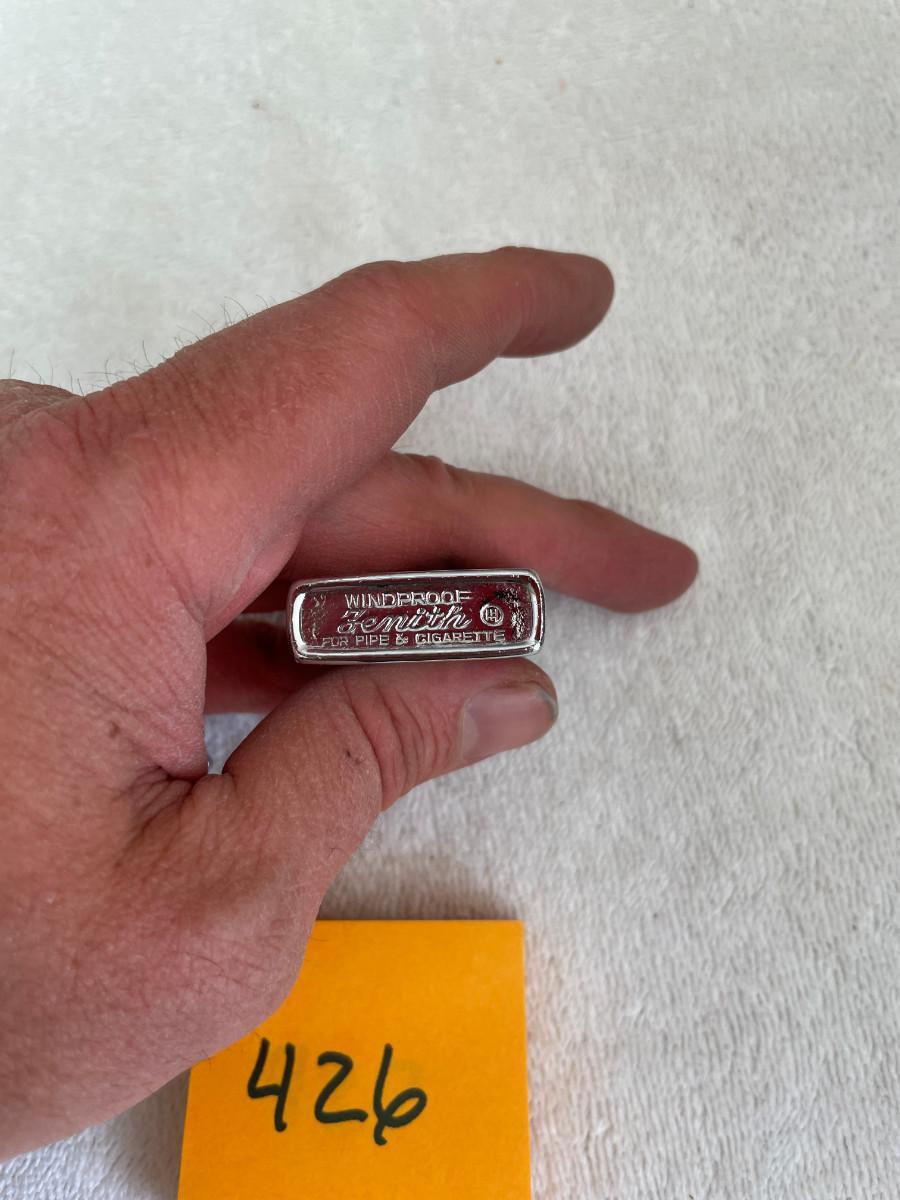 WINDPROOF
Zenith
FOR PIPE & CIGARETTE
426